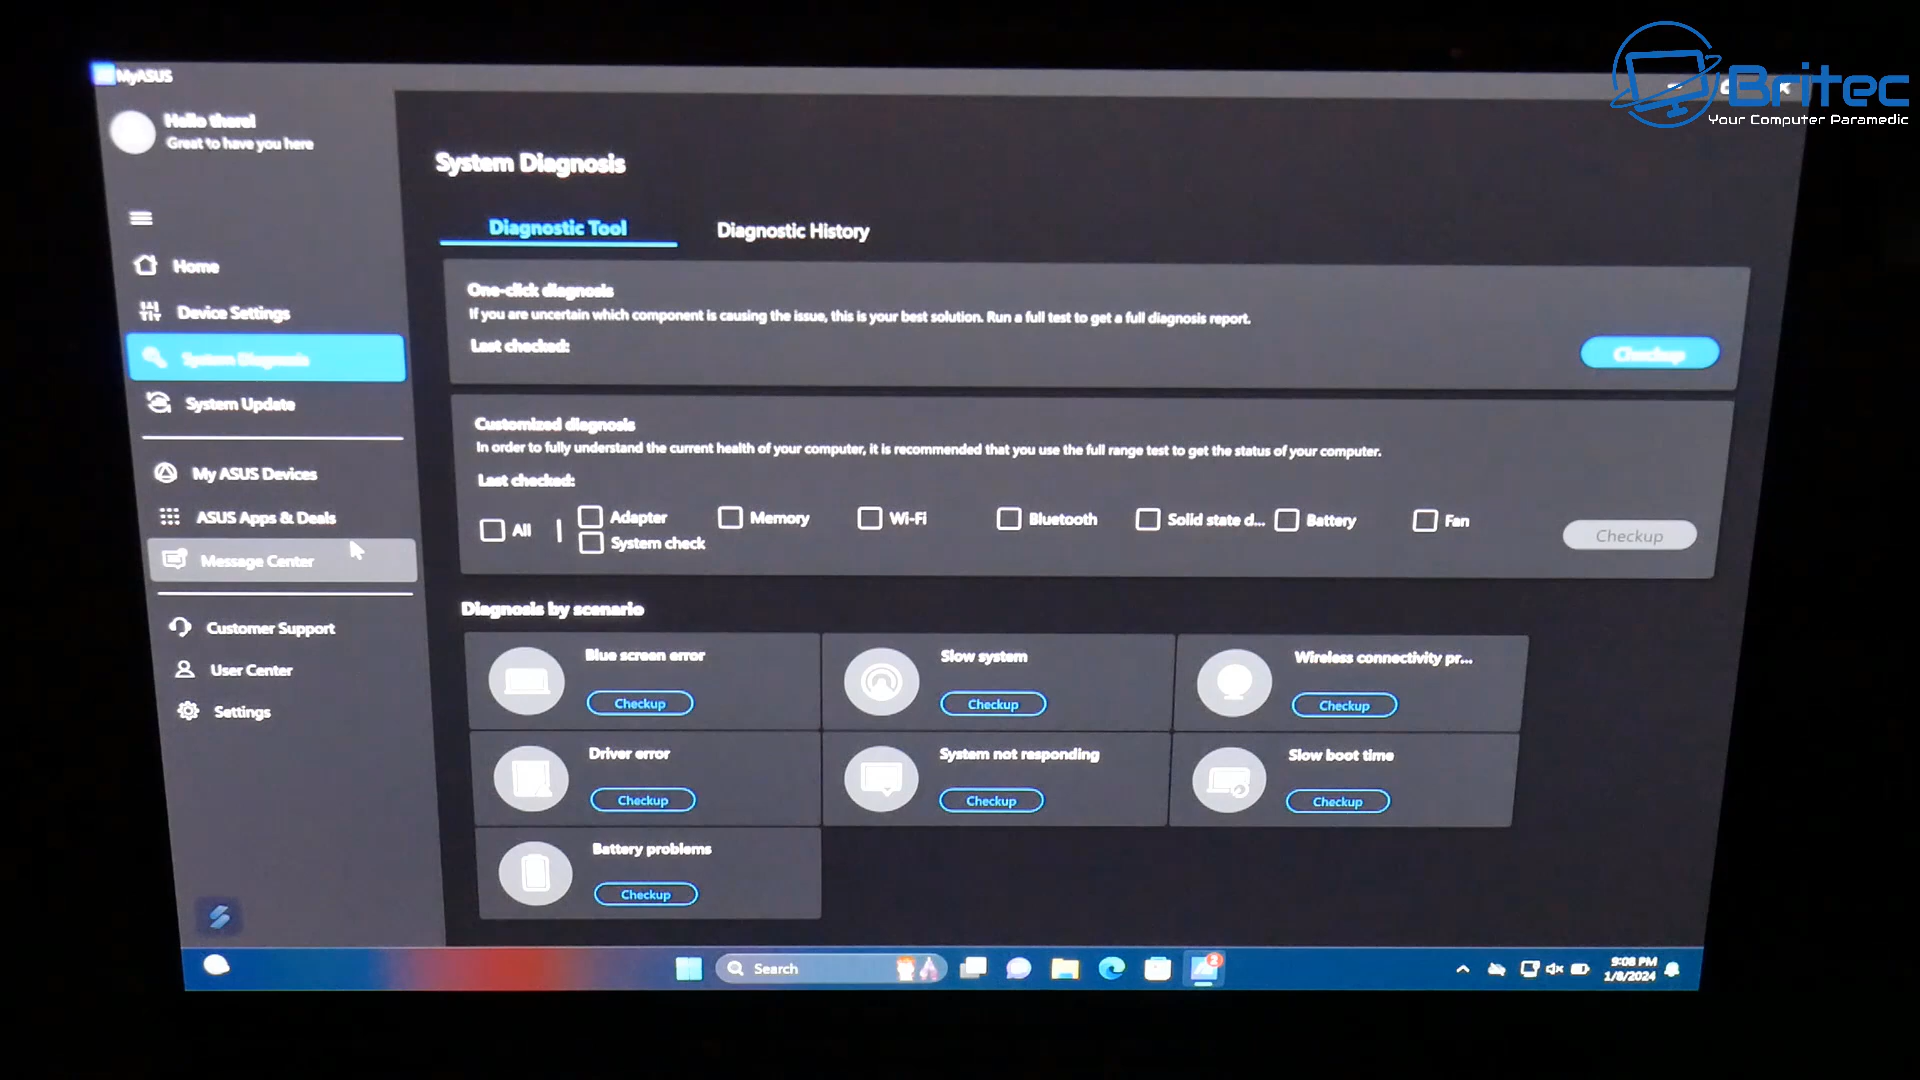 MyASUS
Britec
Your Computer Paramedic
Hello there!
Great to have you here
Home
Device Settings
System Diagnosis
System Update
My ASUS Devices
ASUS Apps & Deals
Message Center
Customer Support
User Center
Settings
System Diagnosis
Diagnostic Tool
Diagnostic History
One-click diagnosis
If you are uncertain which component is causing the issue, this is your best solution. Run a full test to get a full diagnosis report.
Last checked:
Checkup
Customized diagnosis
In order to fully understand the current health of your computer, it is recommended that you use the full range test to get the status of your computer.
Last checked:
All
Adapter
Memory
Wi-Fi
Bluetooth
Solid state d...
Battery
Fan
System check
Checkup
Diagnosis by scenario
Blue screen error
Checkup
Slow system
Checkup
Wireless connectivity pr...
Checkup
Driver error
Checkup
System not responding
Checkup
Slow boot time
Checkup
Battery problems
Checkup
Search
2
9:08 PM
1/8/2024